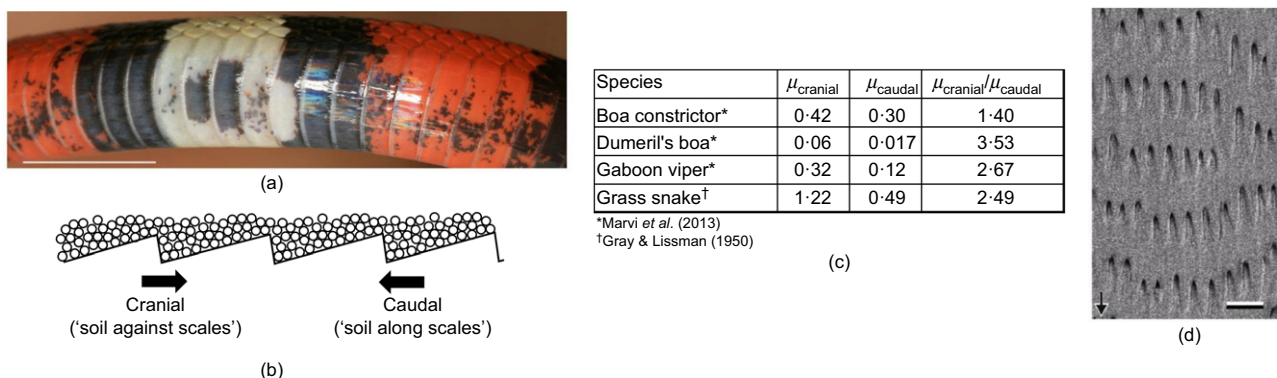 (a)
Cranial
(‘soil against scales’)
Caudal
(‘soil along scales’)
(b)
Species μcranial μcaudal μcranial/μcaudal
Boa constrictor* 0·42 0·30 1·40
Dumeril's boa* 0·06 0·017 3·53
Gaboon viper* 0·32 0·12 2·67
Grass snake† 1·22 0·49 2·49
*Marvi et al. (2013)
†Gray & Lissman (1950)
(c)
(d)